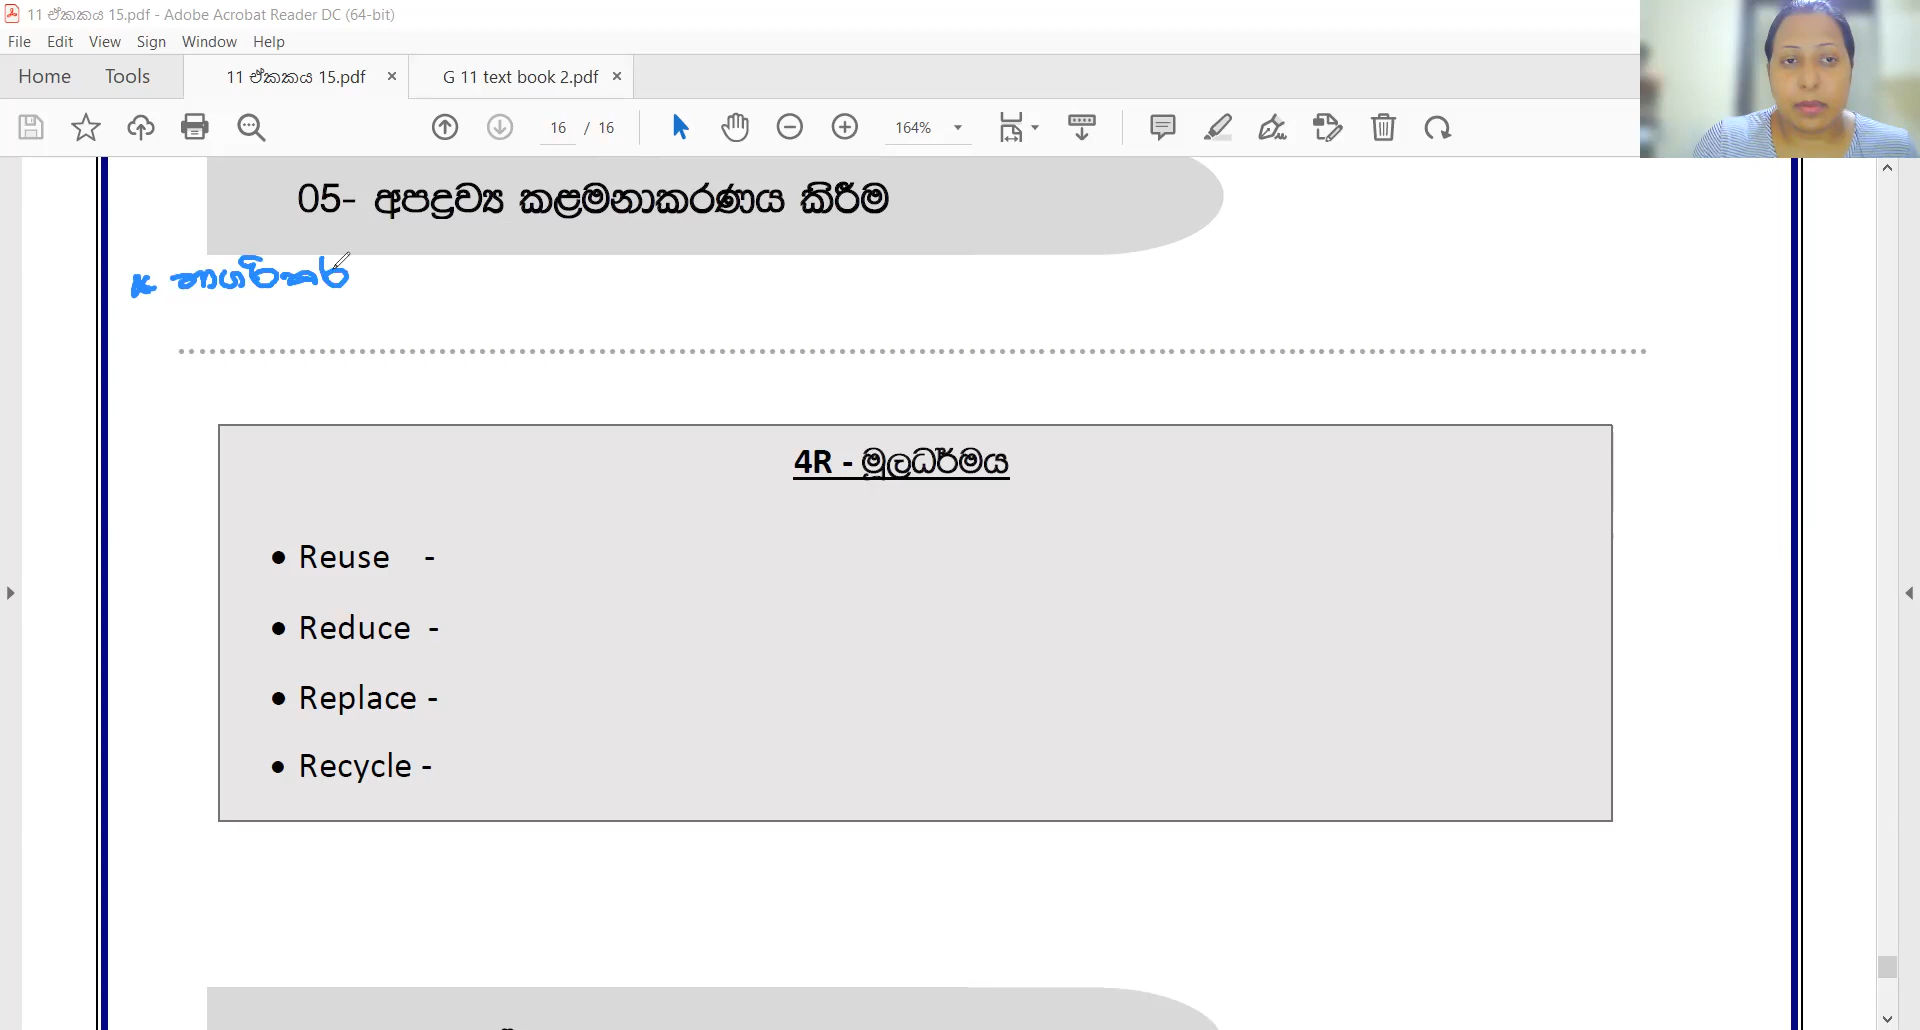 11 ඒකකය 15.pdf - Adobe Acrobat Reader DC (64-bit)
File Edit View Sign Window Help
Home Tools 11 ඒකකය 15.pdf × G 11 text book 2.pdf ×
16 / 16 164%
05- අපද්‍රව්‍ය කළමනාකරණය කිරීම
4R - මූලධර්මය
• Reuse -
• Reduce -
• Replace -
• Recycle -